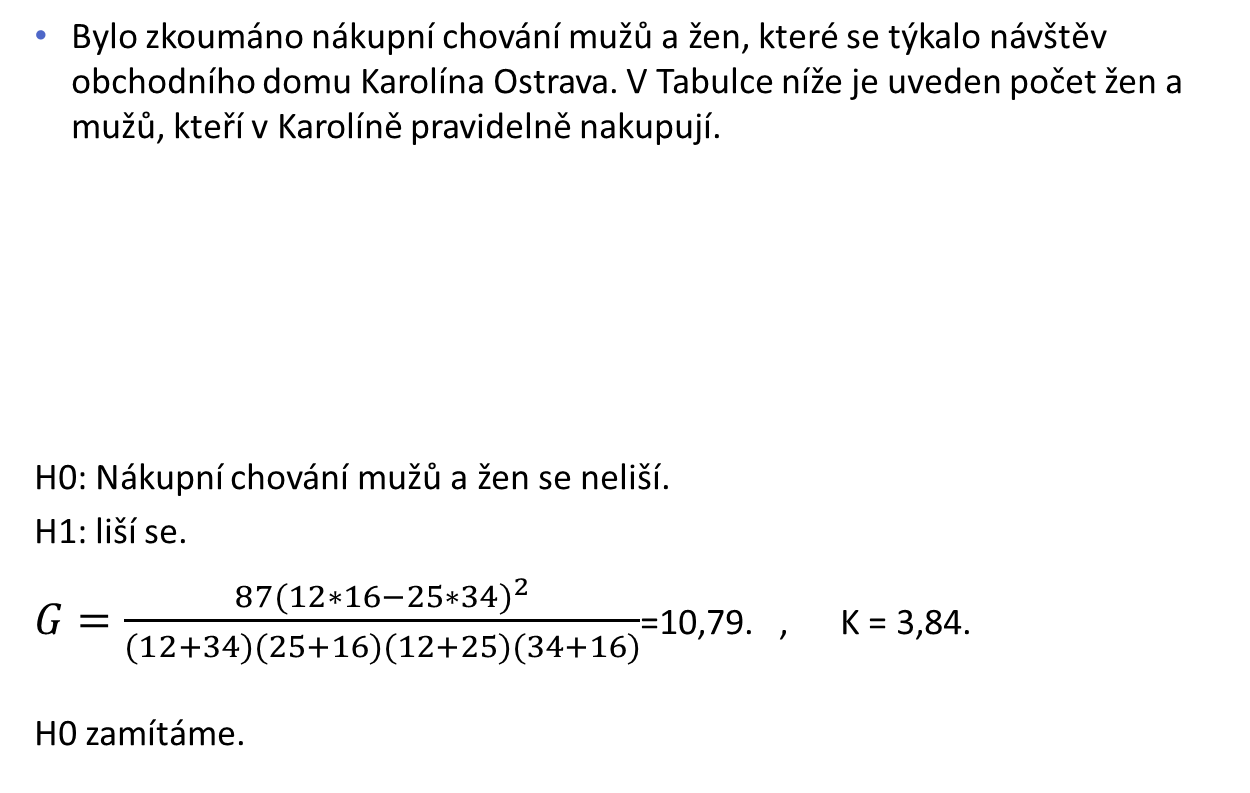 • Bylo zkoumáno nákupní chování mužů a žen, které se týkalo návštěv
obchodního domu Karolína Ostrava. V Tabulce níže je uveden počet žen a
mužů, kteří v Karolíně pravidelně nakupují.
H0: Nákupní chování mužů a žen se neliší.
H1: liší se.
G = 87(12∗16−25∗34)² / (12+34)(25+16)(12+25)(34+16) =10,79. , K = 3,84.
H0 zamítáme.